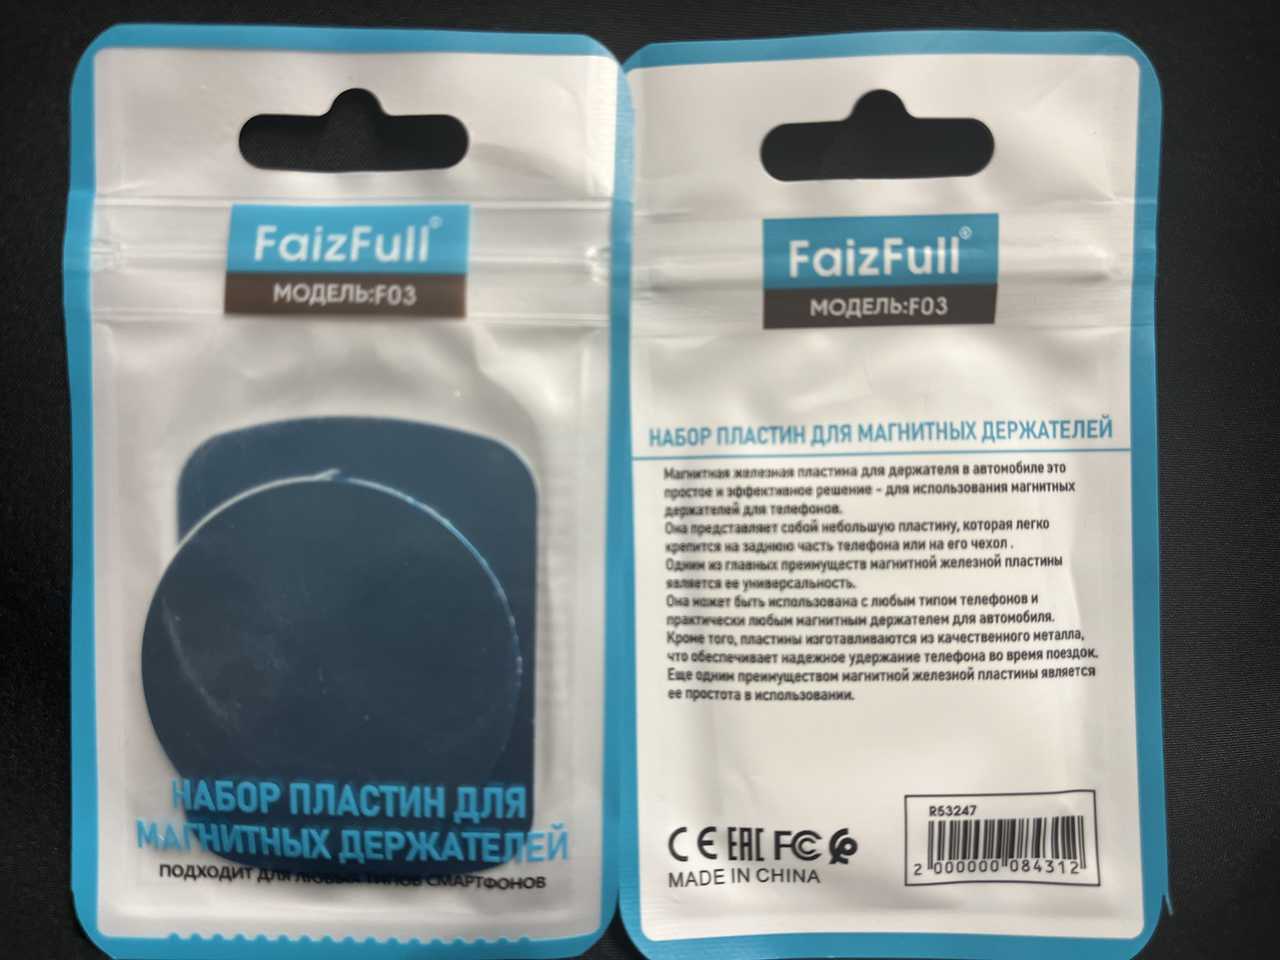 FaizFull®
МОДЕЛЬ:F03
НАБОР ПЛАСТИН ДЛЯ
МАГНИТНЫХ ДЕРЖАТЕЛЕЙ
ПОДХОДИТ ДЛЯ ЛЮБЫХ ТИПОВ СМАРТФОНОВ
FaizFull®
МОДЕЛЬ:F03
НАБОР ПЛАСТИН ДЛЯ МАГНИТНЫХ ДЕРЖАТЕЛЕЙ
Магнитная железная пластина для держателя в автомобиле это
простое и эффективное решение - для использования магнитных
держателей для телефонов.
Она представляет собой небольшую пластину, которая легко
крепится на заднюю часть телефона или на его чехол .
Одним из главных преимуществ магнитной железной пластины
является ее универсальность.
Она может быть использована с любым типом телефонов и
практически любым магнитным держателем для автомобиля.
Кроме того, пластины изготавливаются из качественного металла,
что обеспечивает надежное удержание телефона во время поездок.
Еще одним преимуществом магнитной железной пластины является
ее простота в использовании.
CE EAC FC
MADE IN CHINA
R53247
2 000000 084312